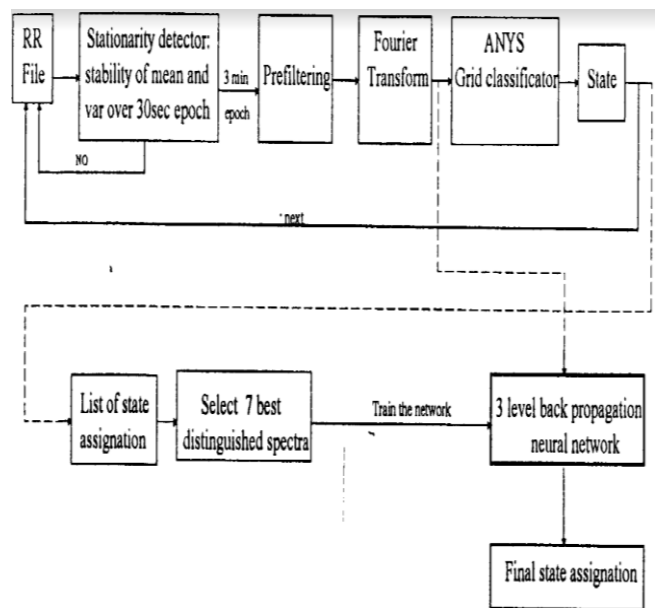 RR
File
Stationarity detector:
stability of mean and
var over 30sec epoch
3 min
epoch
Prefiltering
Fourier
Transform
ANYS
Grid classificator
State
NO
next
List of state
assignation
Select 7 best
distinguished spectra
Train the network
3 level back propagation
neural network
Final state assignation